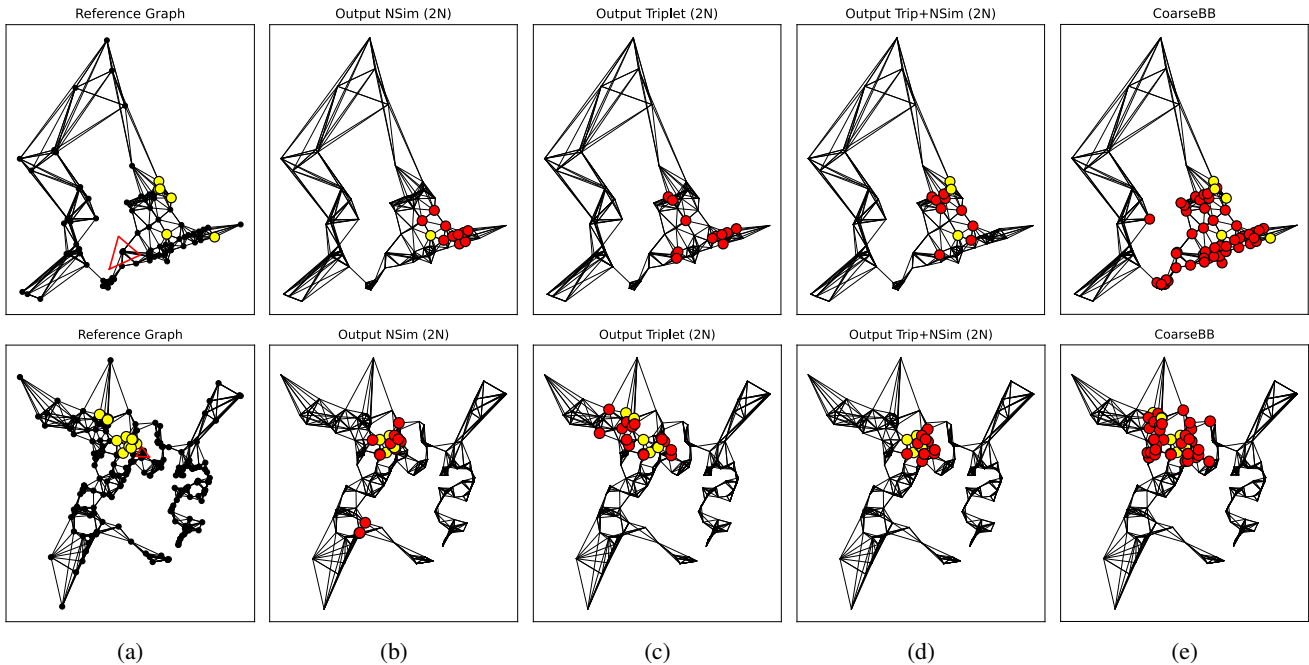 Reference Graph
Output NSim (2N)
Output Triplet (2N)
Output Trip+NSim (2N)
CoarseBB
Reference Graph
Output NSim (2N)
Output Triplet (2N)
Output Trip+NSim (2N)
CoarseBB
(a)
(b)
(c)
(d)
(e)